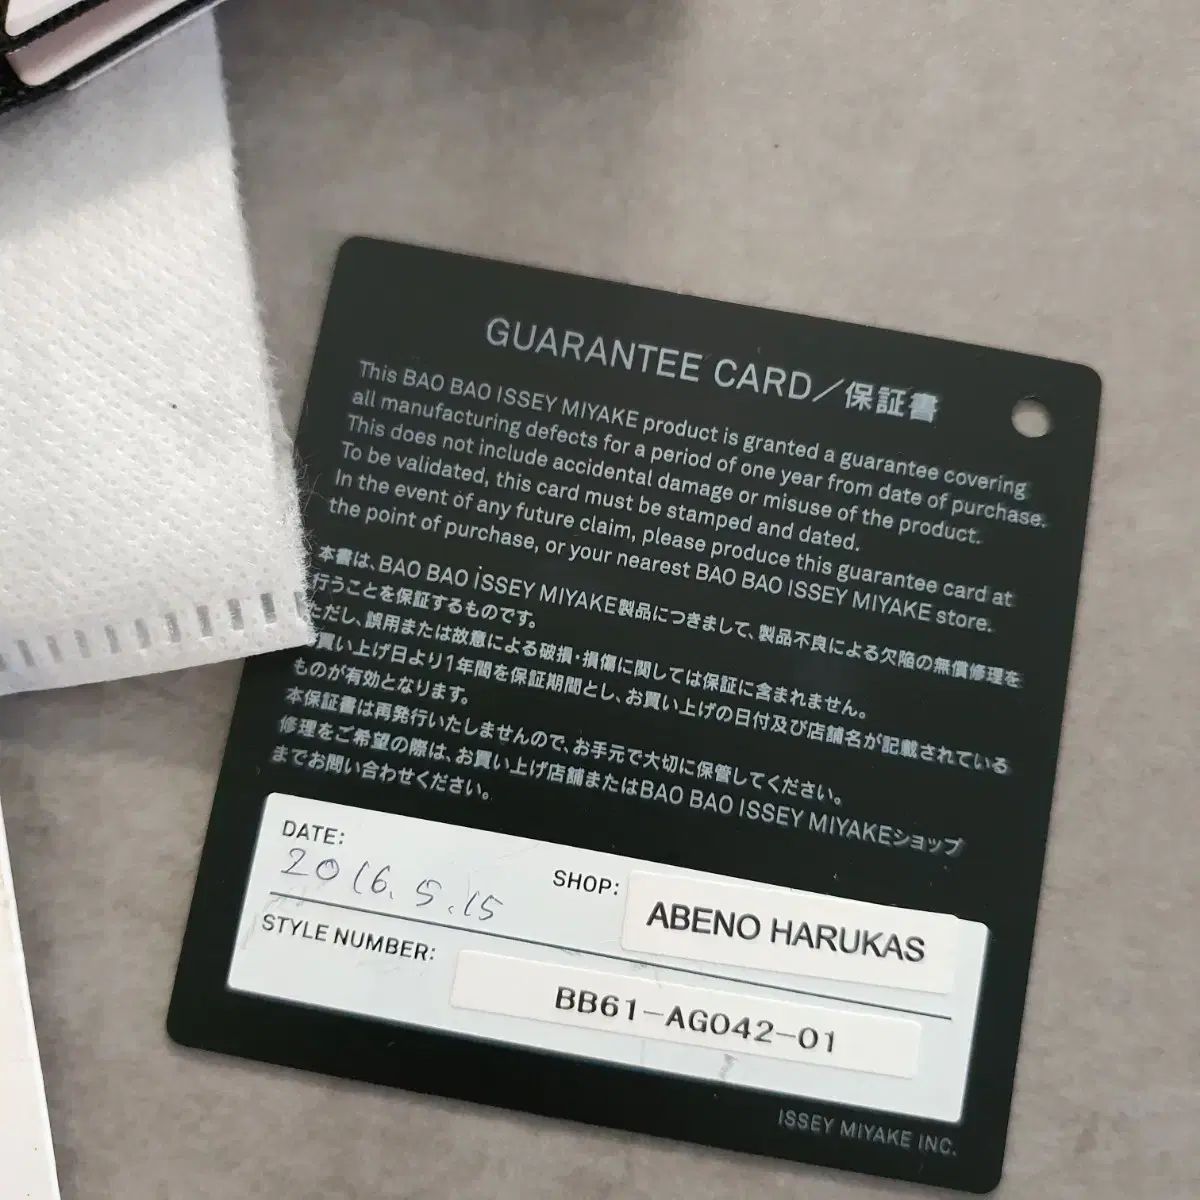 GUARANTEE CARD/保証書
This BAO BAO ISSEY MIYAKE product is granted a guarantee covering
all manufacturing defects for a period of one year from date of purchase.
This does not include accidental damage or misuse of the product.
To be validated, this card must be stamped and dated.
In the event of any future claim, please produce this guarantee card at
the point of purchase, or your nearest BAO BAO ISSEY MIYAKE store.
本書は、BAO BAO ISSEY MIYAKE製品につきまして、製品不良による欠陥の無償修理を
行うことを保証するものです。
ただし、誤用または故意による破損・損傷に関しては保証に含まれません。
買い上げ日より1年間を保証期間とし、お買い上げの日付及び店舗名が記載されている
ものが有効となります。
本保証書は再発行いたしませんので、お手元で大切に保管してください。
修理をご希望の際は、お買い上げ店舗またはBAO BAO ISSEY MIYAKEショップ
までお問い合わせください。
DATE: 2016.5.15
SHOP: ABENO HARUKAS
STYLE NUMBER: BB61-AG042-01
ISSEY MIYAKE INC.